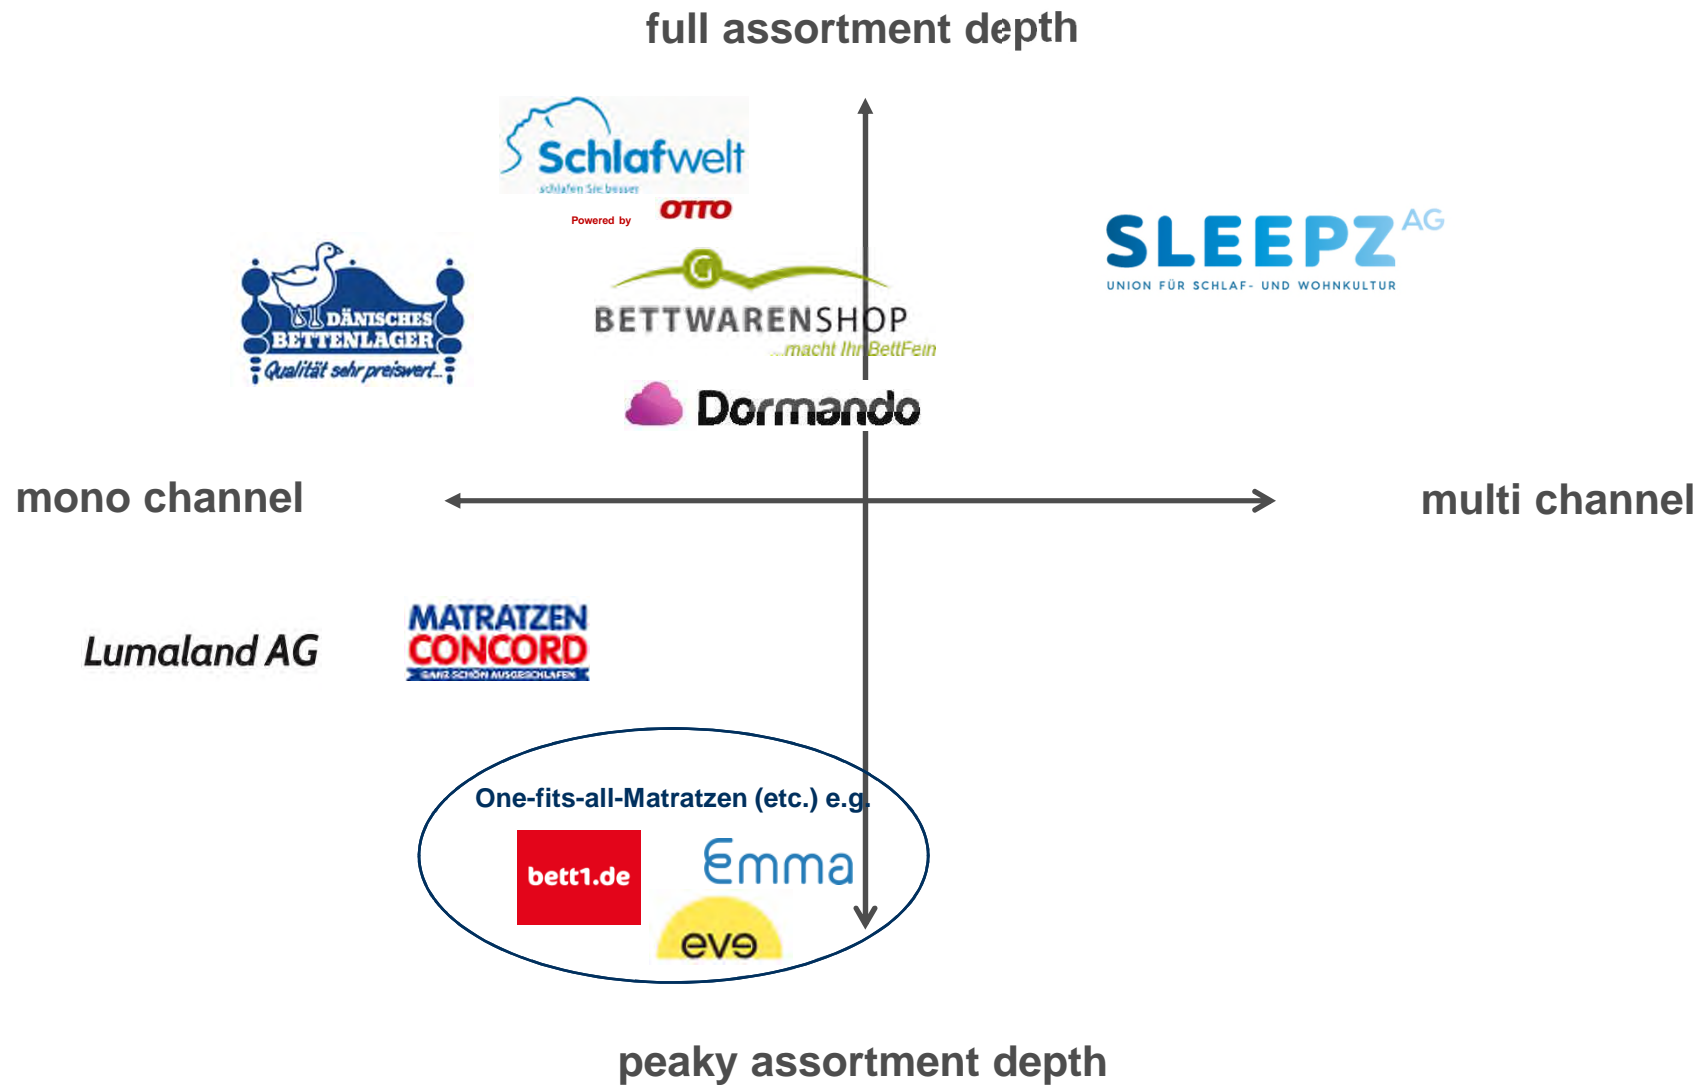 full assortment depth
Schlafwelt
schlafen Sie besser
Powered by OTTO
SLEEPZ AG
UNION FÜR SCHLAF- UND WOHNKULTUR
DÄNISCHES
BETTENLAGER
Qualität sehr preiswert...
G
BETTWARENSHOP
...macht Ihr BettFein
Dormando
mono channel
multi channel
Lumaland AG
MATRATZEN
CONCORD
GANZ SCHÖN AUSGESCHLAFEN
One-fits-all-Matratzen (etc.) e.g.
bett1.de
Emma
eve
peaky assortment depth